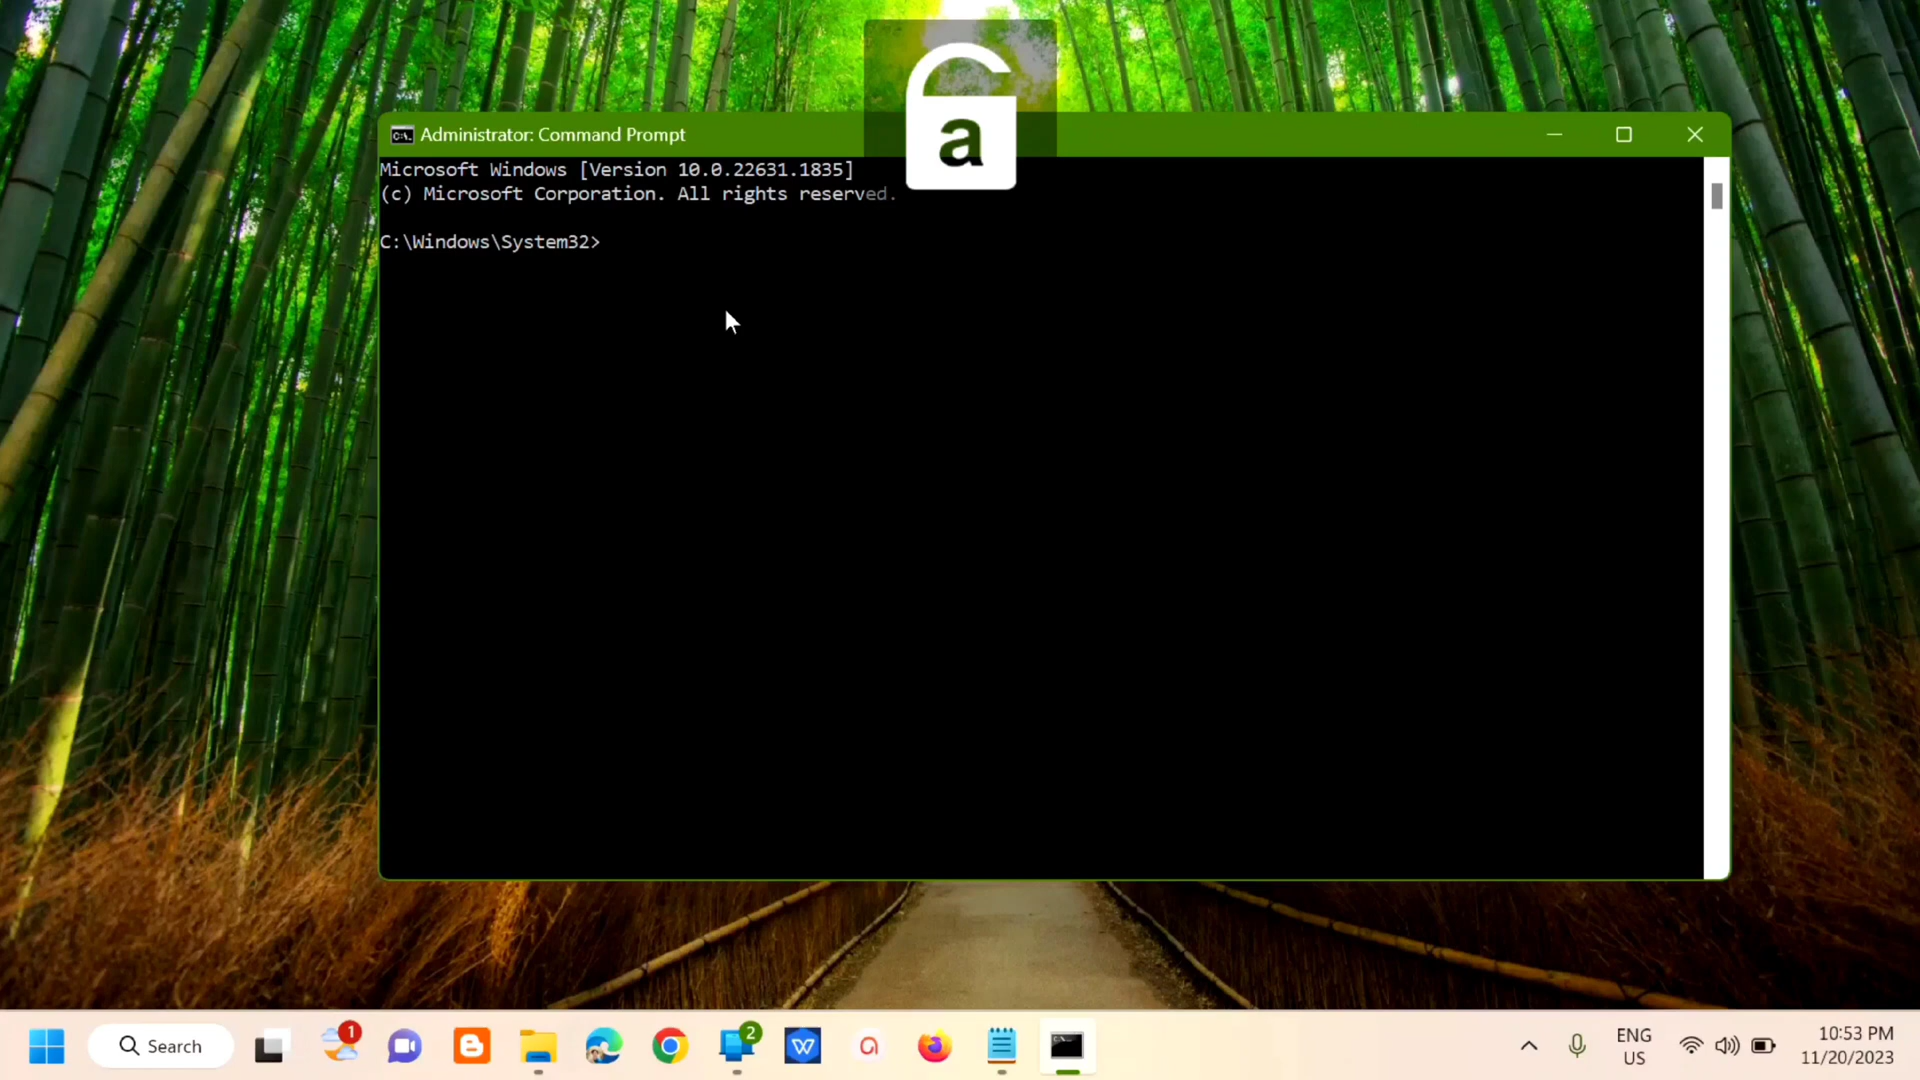 a
Administrator: Command Prompt
Microsoft Windows [Version 10.0.22631.1835]
(c) Microsoft Corporation. All rights reserved.
C:\Windows\System32>
Search
1
2
ENG
US
10:53 PM
11/20/2023